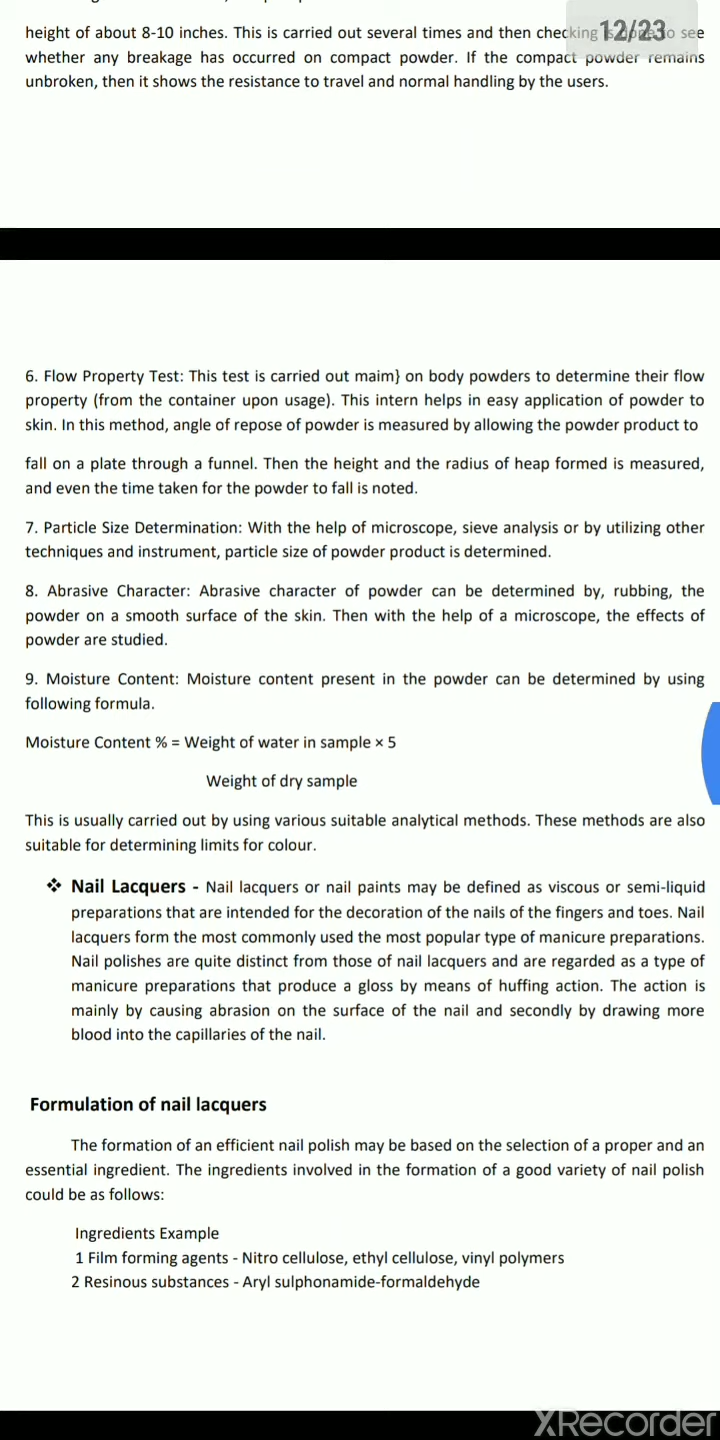 height of about 8-10 inches. This is carried out several times and then checking is done to see
12/23
whether any breakage has occurred on compact powder. If the compact powder remains
unbroken, then it shows the resistance to travel and normal handling by the users.
6. Flow Property Test: This test is carried out maim} on body powders to determine their flow
property (from the container upon usage). This intern helps in easy application of powder to
skin. In this method, angle of repose of powder is measured by allowing the powder product to
fall on a plate through a funnel. Then the height and the radius of heap formed is measured,
and even the time taken for the powder to fall is noted.
7. Particle Size Determination: With the help of microscope, sieve analysis or by utilizing other
techniques and instrument, particle size of powder product is determined.
8. Abrasive Character: Abrasive character of powder can be determined by, rubbing, the
powder on a smooth surface of the skin. Then with the help of a microscope, the effects of
powder are studied.
9. Moisture Content: Moisture content present in the powder can be determined by using
following formula.
Moisture Content % = Weight of water in sample × 5
Weight of dry sample
This is usually carried out by using various suitable analytical methods. These methods are also
suitable for determining limits for colour.
❖ Nail Lacquers - Nail lacquers or nail paints may be defined as viscous or semi-liquid
preparations that are intended for the decoration of the nails of the fingers and toes. Nail
lacquers form the most commonly used the most popular type of manicure preparations.
Nail polishes are quite distinct from those of nail lacquers and are regarded as a type of
manicure preparations that produce a gloss by means of huffing action. The action is
mainly by causing abrasion on the surface of the nail and secondly by drawing more
blood into the capillaries of the nail.
Formulation of nail lacquers
The formation of an efficient nail polish may be based on the selection of a proper and an
essential ingredient. The ingredients involved in the formation of a good variety of nail polish
could be as follows:
Ingredients Example
1 Film forming agents - Nitro cellulose, ethyl cellulose, vinyl polymers
2 Resinous substances - Aryl sulphonamide-formaldehyde
XRecorder